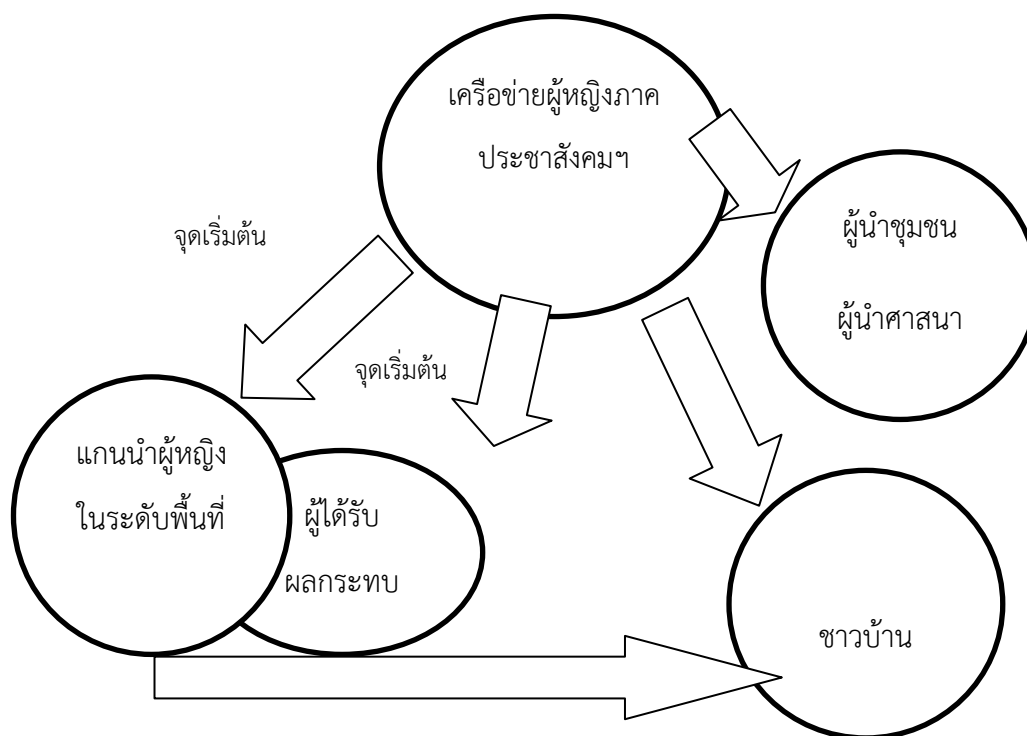 เครือข่ายผู้หญิงภาค
ประชาสังคมฯ
ผู้นำชุมชน
ผู้นำศาสนา
จุดเริ่มต้น
จุดเริ่มต้น
แกนนำผู้หญิง
ในระดับพื้นที่
ผู้ได้รับ
ผลกระทบ
ชาวบ้าน